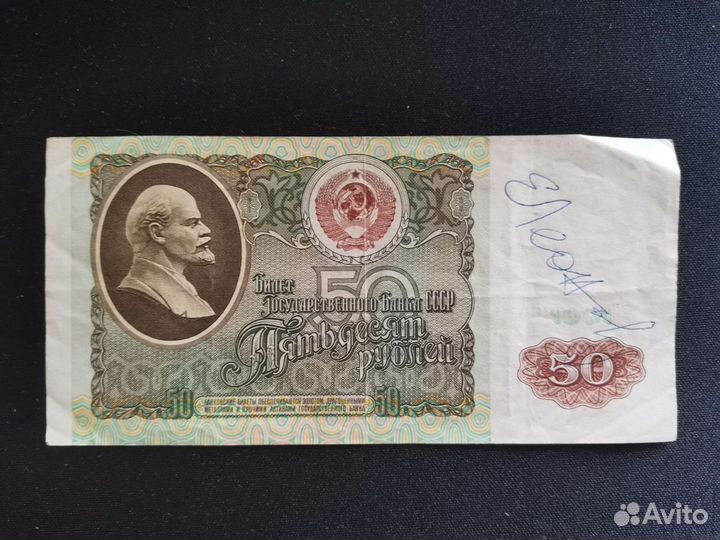 Билет
50
Государственного Банка СССР
Пятьдесят
рублей
50
БАНКОВСКИЕ БИЛЕТЫ ОБЕСПЕЧИВАЮТСЯ ЗОЛОТОМ, ДРАГОЦЕННЫМИ
МЕТАЛЛАМИ И ПРОЧИМИ АКТИВАМИ ГОСУДАРСТВЕННОГО БАНКА
50
50
Avito